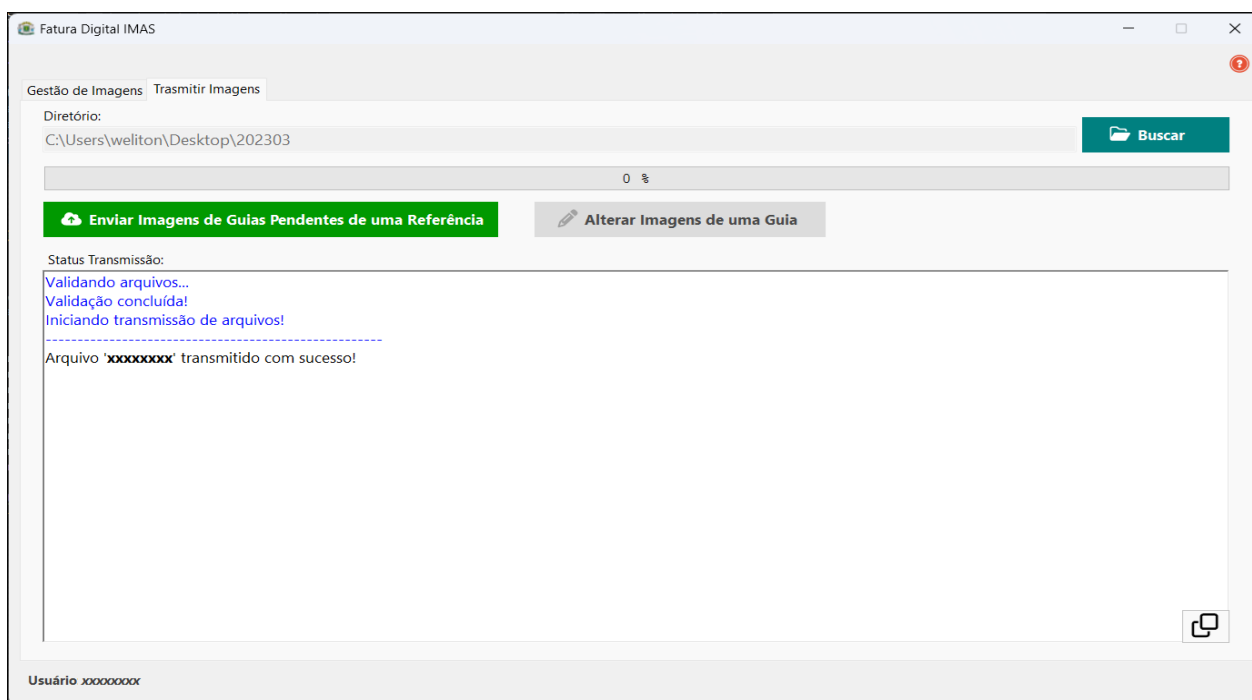 Fatura Digital IMAS
Gestão de Imagens Trasmitir Imagens
Diretório:
C:\Users\weliton\Desktop\202303
Buscar
0 %
Enviar Imagens de Guias Pendentes de uma Referência
Alterar Imagens de uma Guia
Status Transmissão:
Validando arquivos...
Validação concluída!
Iniciando transmissão de arquivos!
-----------------------------------------------------
Arquivo 'xxxxxxxx' transmitido com sucesso!
Usuário xxxxxxxx